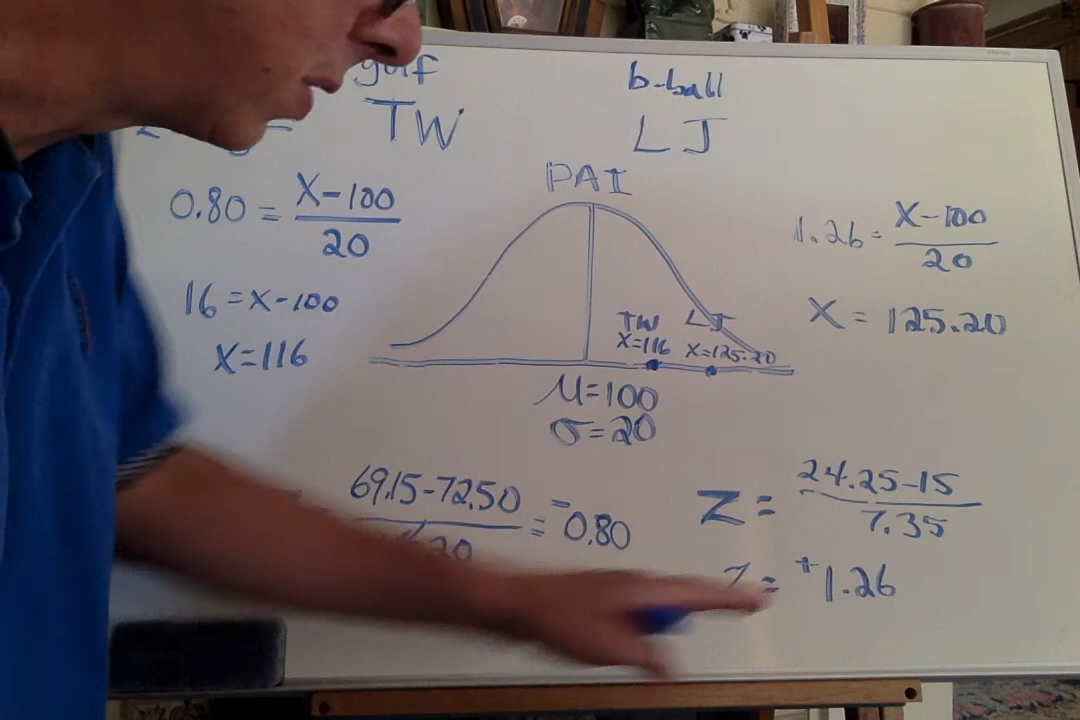 golf
b-ball
TW
LJ
PAI
0.80 = X-100 / 20
16 = X-100
X=116
1.26 = X-100 / 20
X = 125.20
TW
X=116
LJ
X=125.20
μ=100
σ=20
69.15-72.50
= -0.80
20
Z = 24.25-15 / 7.35
Z = +1.26